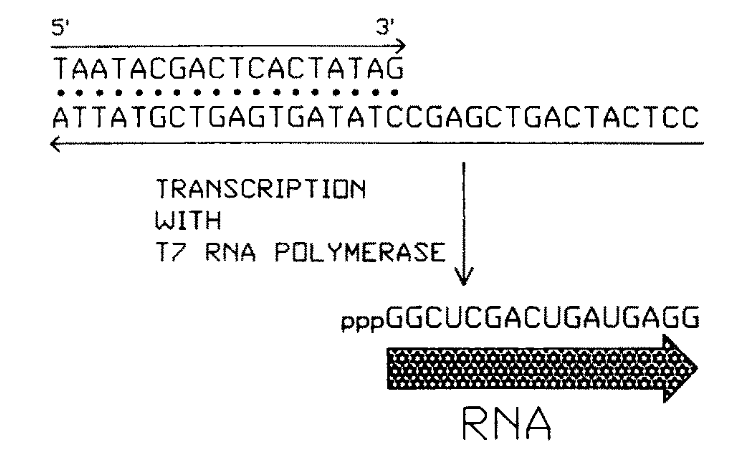 5' 3'
TAATACGACTCACTATAG
ATTATGCTGAGTGATATCCGAGCTGACTACTCC
TRANSCRIPTION
WITH
T7 RNA POLYMERASE
pppGGCUCGACUGAUGAGG
RNA